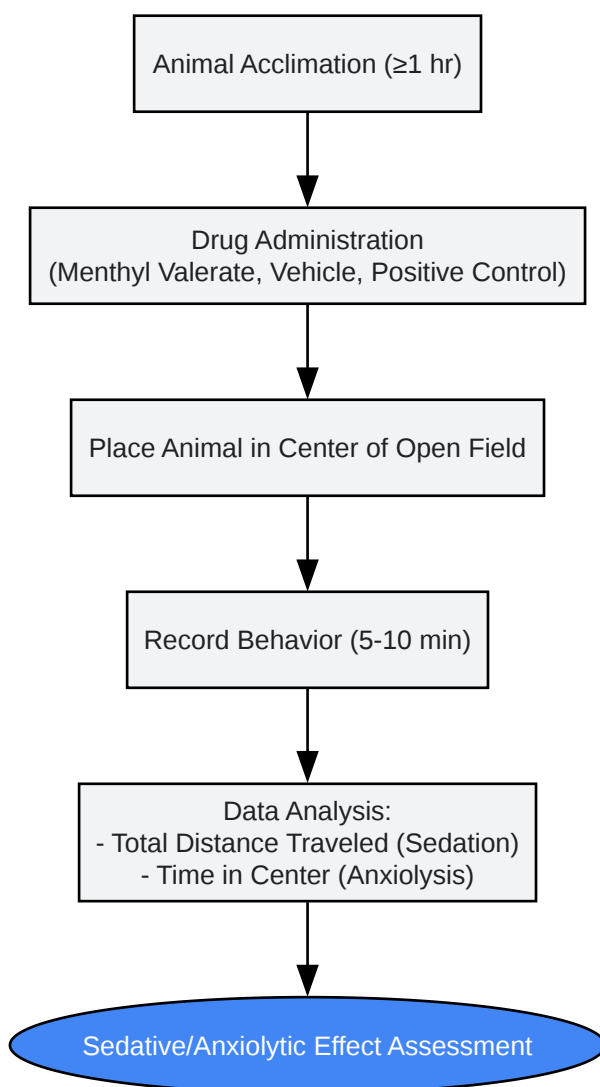 Animal Acclimation (≥1 hr)
Drug Administration
(Menthyl Valerate, Vehicle, Positive Control)
Place Animal in Center of Open Field
Record Behavior (5-10 min)
Data Analysis:
- Total Distance Traveled (Sedation)
- Time in Center (Anxiolysis)
Sedative/Anxiolytic Effect Assessment